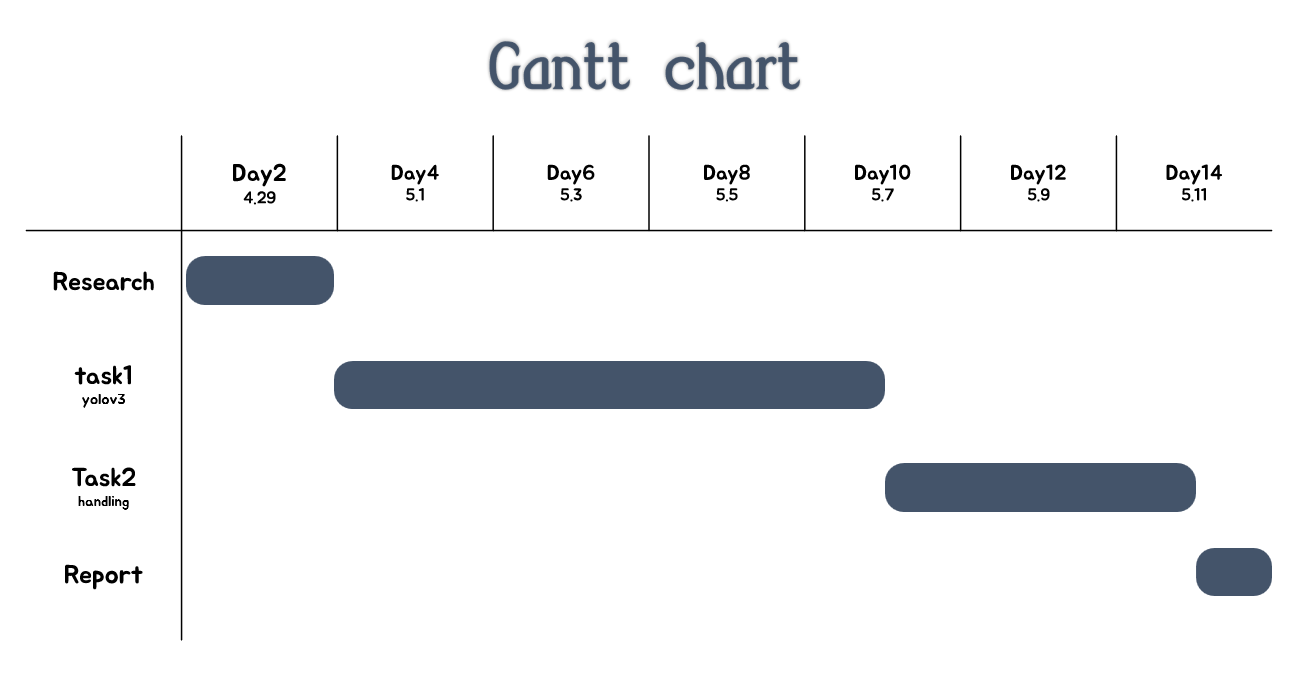 Gantt chart
Day2 Day4 Day6 Day8 Day10 Day12 Day14
4.29 5.1 5.3 5.5 5.7 5.9 5.11
Research
task1
yolov3
Task2
handling
Report